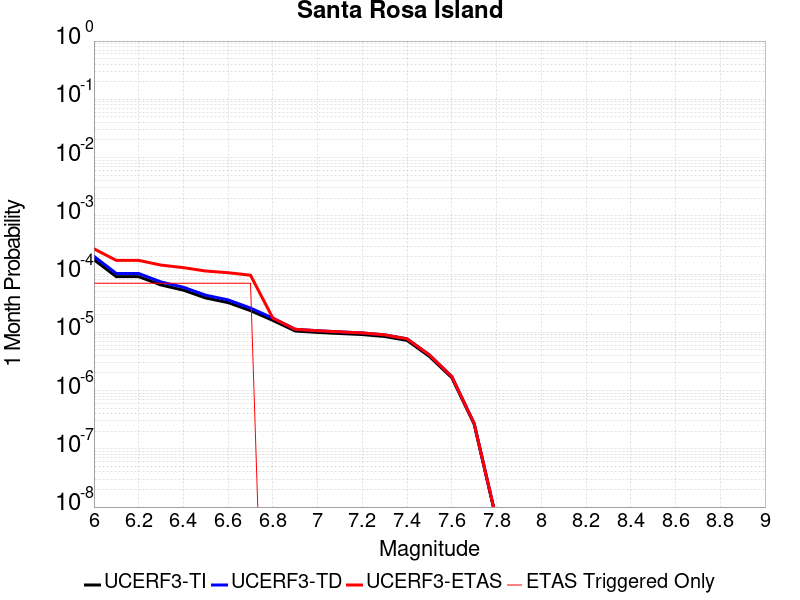 Santa Rosa Island
1 Month Probability
10^0
10^-1
10^-2
10^-3
10^-4
10^-5
10^-6
10^-7
10^-8
6 6.2 6.4 6.6 6.8 7 7.2 7.4 7.6 7.8 8 8.2 8.4 8.6 8.8 9
Magnitude
UCERF3-TI UCERF3-TD UCERF3-ETAS ETAS Triggered Only